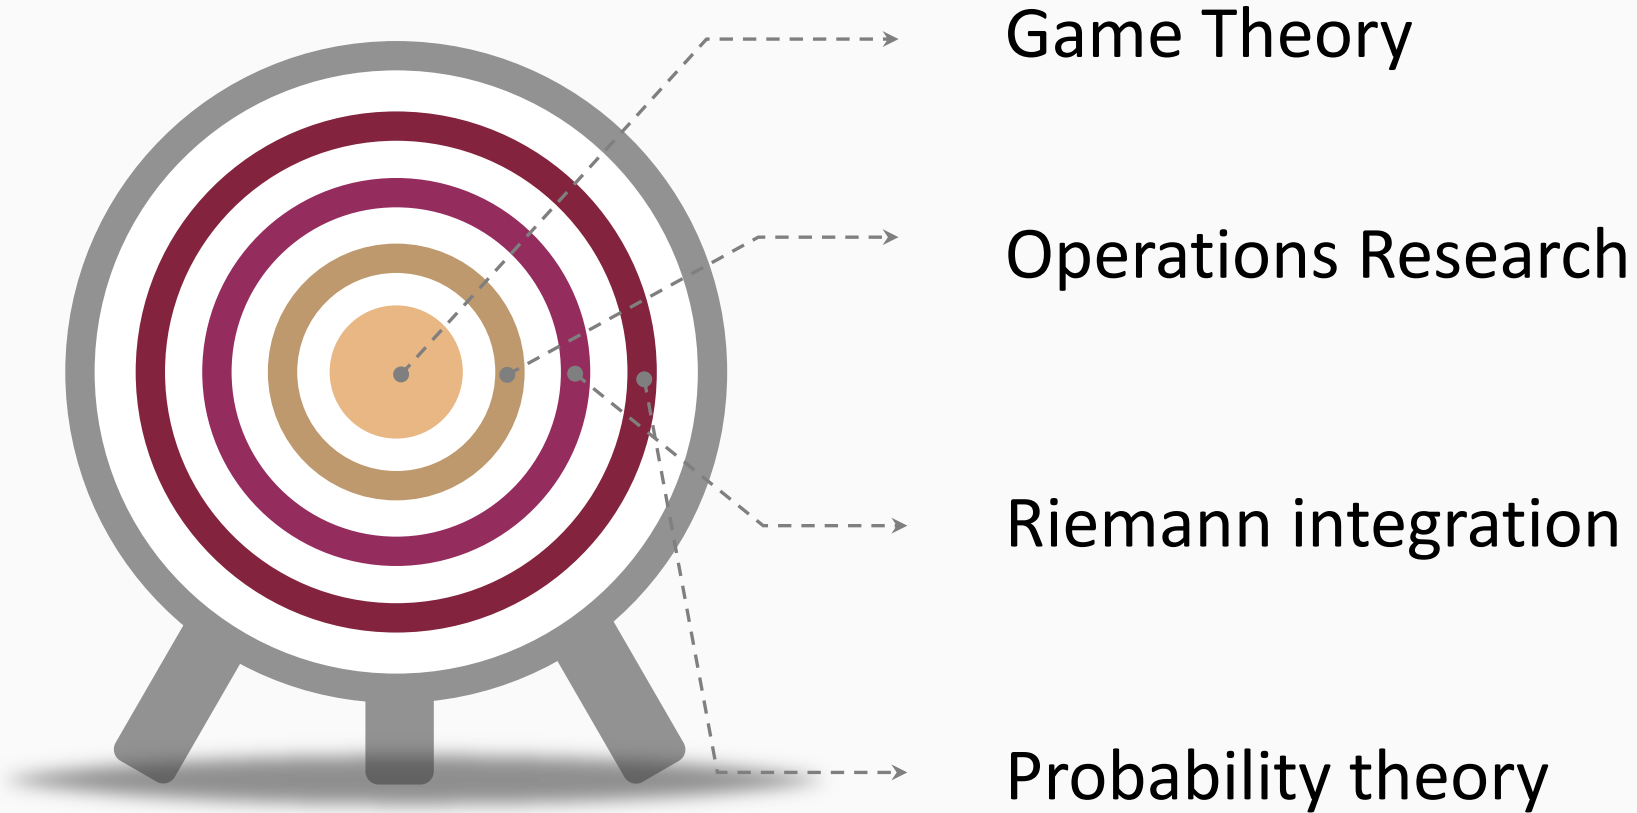 Game Theory
Operations Research
Riemann integration
Probability theory